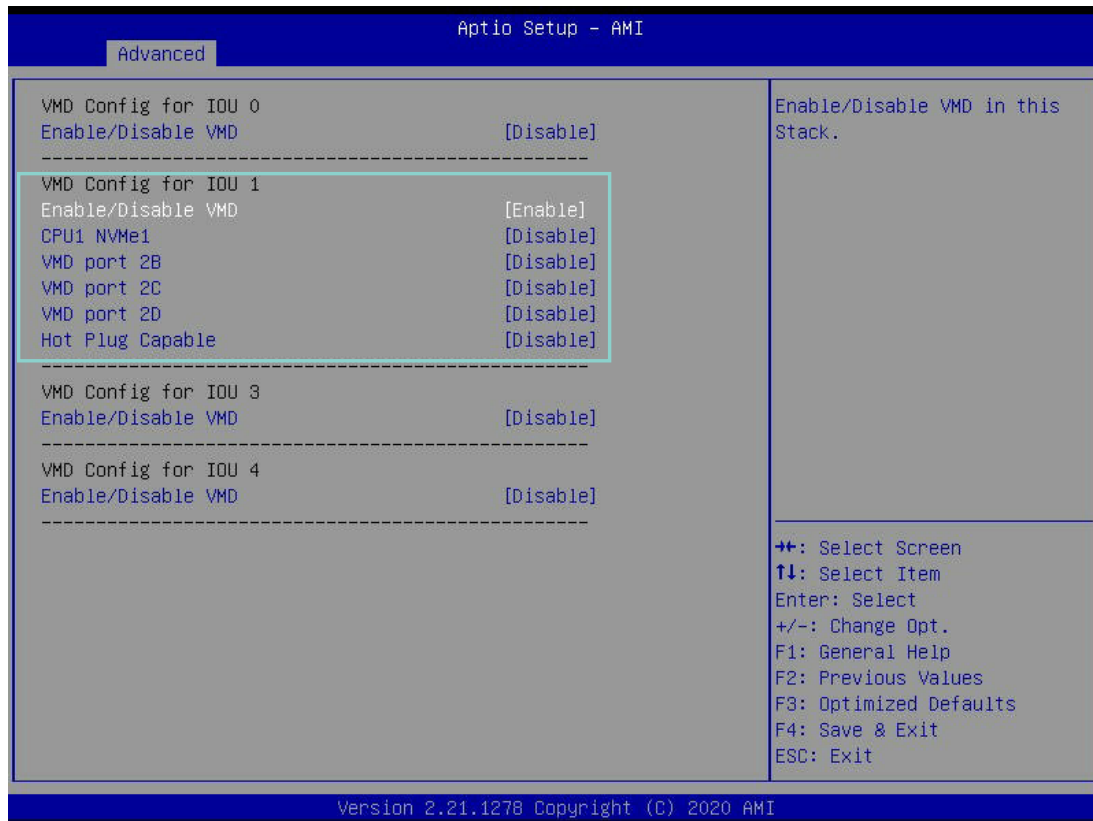 Aptio Setup – AMI
Advanced
VMD Config for IOU 0
Enable/Disable VMD [Disable]
------------------------------------------------
VMD Config for IOU 1
Enable/Disable VMD [Enable]
CPU1 NVMe1 [Disable]
VMD port 2B [Disable]
VMD port 2C [Disable]
VMD port 2D [Disable]
Hot Plug Capable [Disable]
------------------------------------------------
VMD Config for IOU 3
Enable/Disable VMD [Disable]
------------------------------------------------
VMD Config for IOU 4
Enable/Disable VMD [Disable]
------------------------------------------------
Enable/Disable VMD in this
Stack.
→←: Select Screen
↑↓: Select Item
Enter: Select
+/-: Change Opt.
F1: General Help
F2: Previous Values
F3: Optimized Defaults
F4: Save & Exit
ESC: Exit
Version 2.21.1278 Copyright (C) 2020 AMI